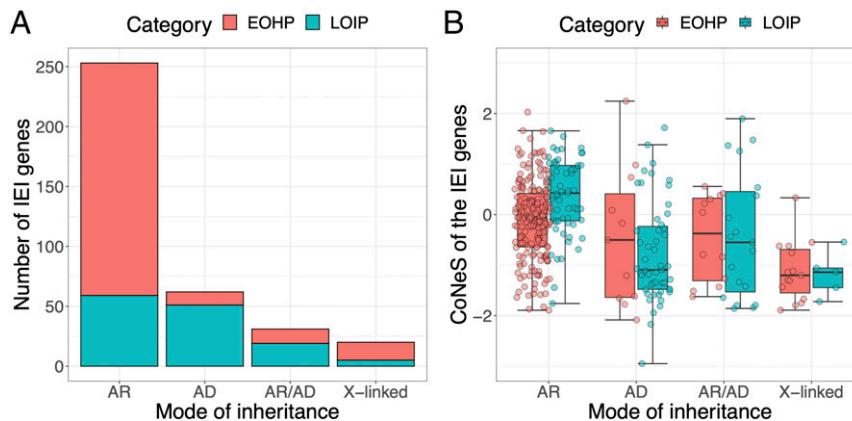 A
Category EOHP LOIP
Number of IEI genes
250
200
150
100
50
0
AR AD AR/AD X-linked
Mode of inheritance
B
Category EOHP LOIP
CoNeS of the IEI genes
2
0
−2
AR AD AR/AD X-linked
Mode of inheritance